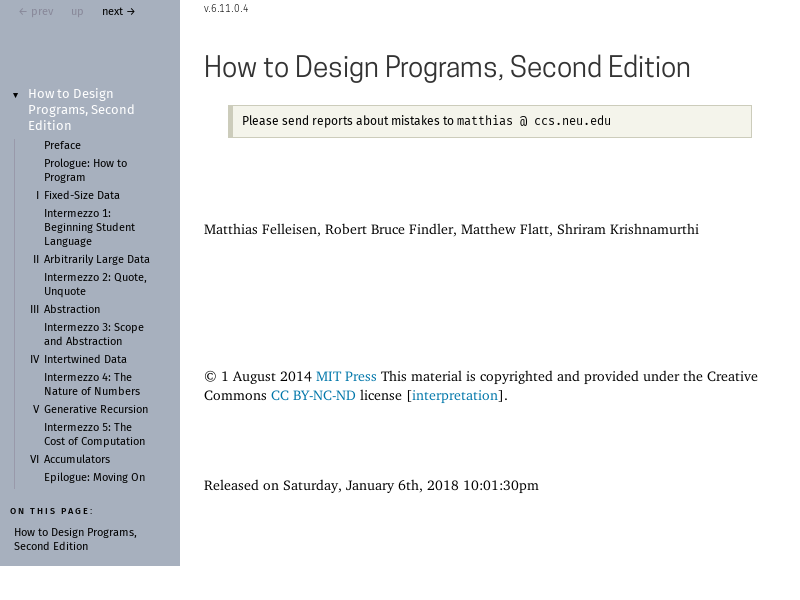 ← prev up next →
How to Design
Programs, Second
Edition
Preface
Prologue: How to
Program
I Fixed-Size Data
Intermezzo 1:
Beginning Student
Language
II Arbitrarily Large Data
Intermezzo 2: Quote,
Unquote
III Abstraction
Intermezzo 3: Scope
and Abstraction
IV Intertwined Data
Intermezzo 4: The
Nature of Numbers
V Generative Recursion
Intermezzo 5: The
Cost of Computation
VI Accumulators
Epilogue: Moving On
ON THIS PAGE:
How to Design Programs,
Second Edition
v.6.11.0.4
How to Design Programs, Second Edition
Please send reports about mistakes to matthias @ ccs.neu.edu
Matthias Felleisen, Robert Bruce Findler, Matthew Flatt, Shriram Krishnamurthi
© 1 August 2014 MIT Press This material is copyrighted and provided under the Creative
Commons CC BY-NC-ND license [interpretation].
Released on Saturday, January 6th, 2018 10:01:30pm